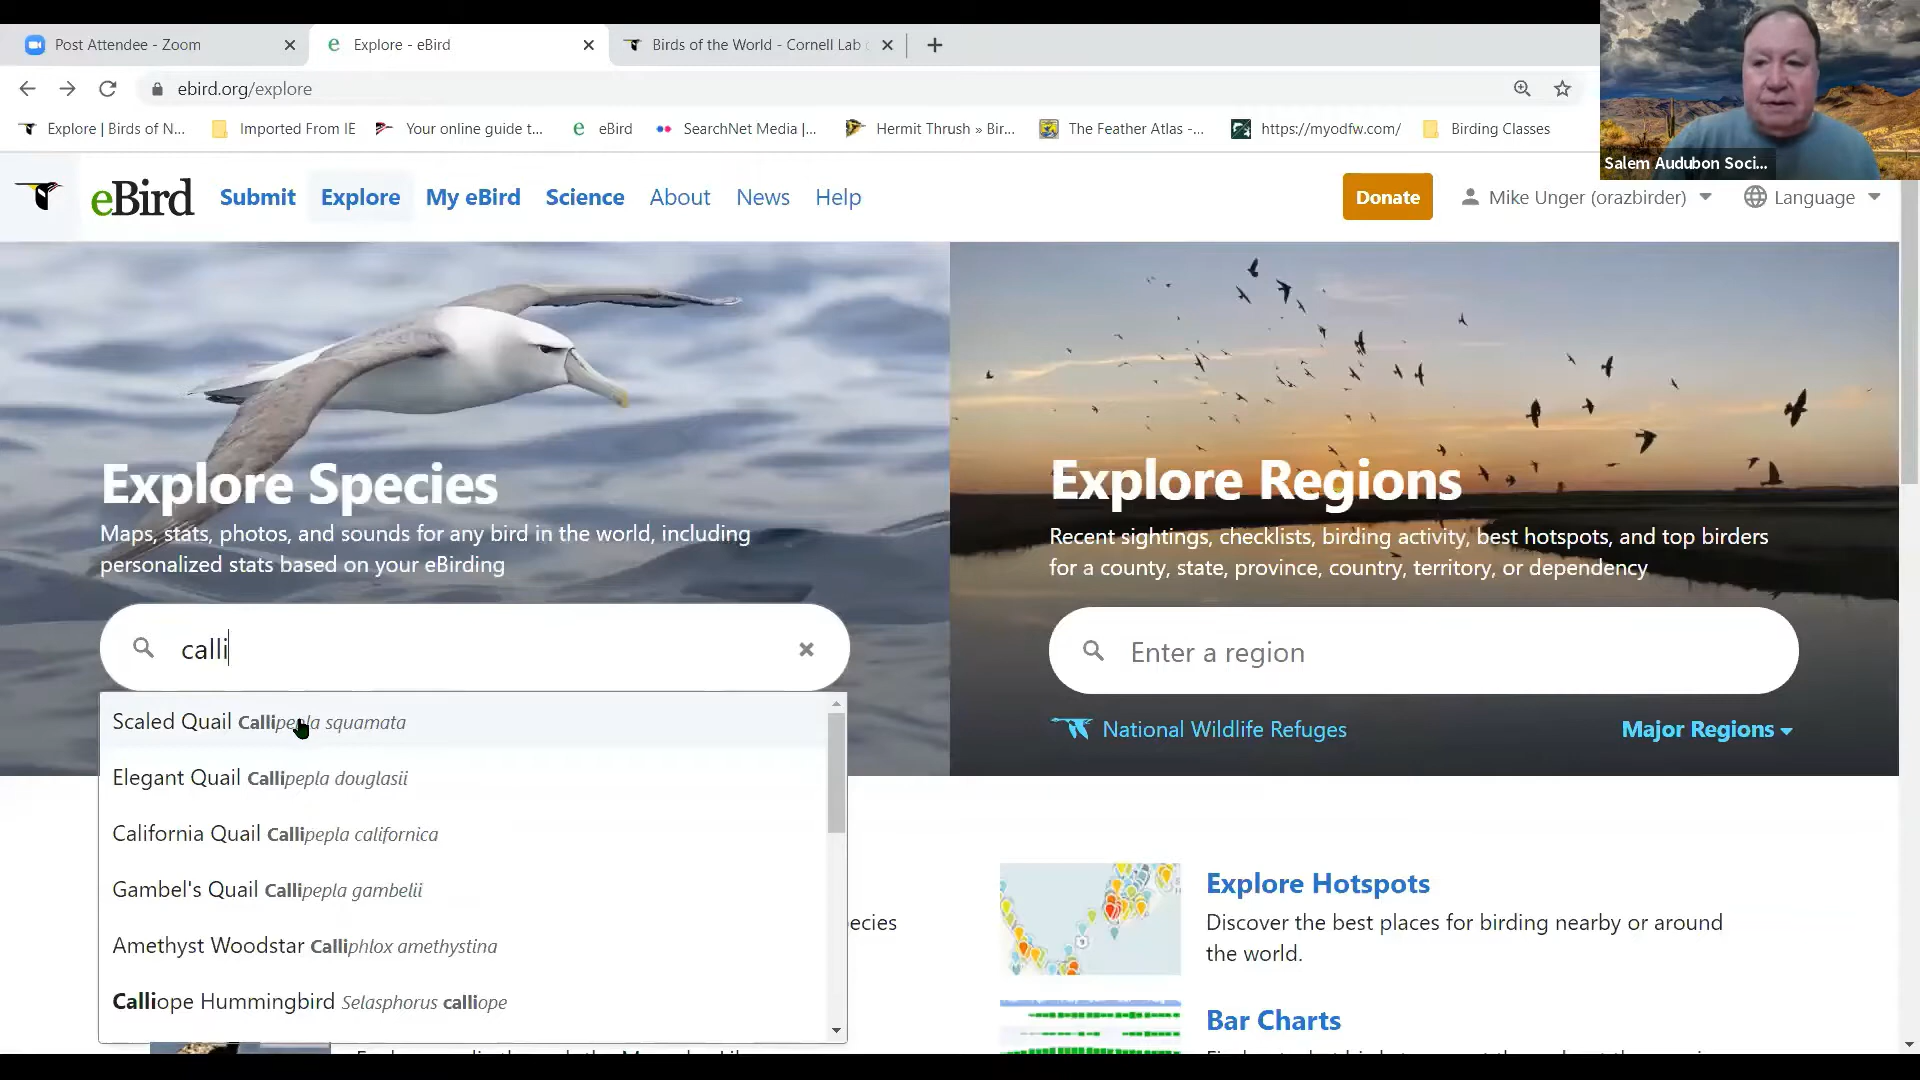 Post Attendee - Zoom
Explore - eBird
Birds of the World - Cornell Lab
ebird.org/explore
Explore | Birds of N...
Imported From IE
Your online guide t...
eBird
SearchNet Media |...
Hermit Thrush » Bir...
The Feather Atlas -...
https://myodfw.com/
Birding Classes
Salem Audubon Soci...
eBird
Submit
Explore
My eBird
Science
About
News
Help
Donate
Mike Unger (orazbirder)
Language
Explore Species
Maps, stats, photos, and sounds for any bird in the world, including
personalized stats based on your eBirding
calli
Scaled Quail Callipepla squamata
Elegant Quail Callipepla douglasii
California Quail Callipepla californica
Gambel's Quail Callipepla gambelii
Amethyst Woodstar Calliphlox amethystina
Calliope Hummingbird Selasphorus calliope
Explore Regions
Recent sightings, checklists, birding activity, best hotspots, and top birders
for a county, state, province, country, territory, or dependency
Enter a region
National Wildlife Refuges
Major Regions
ecies
Explore Hotspots
Discover the best places for birding nearby or around
the world.
Bar Charts